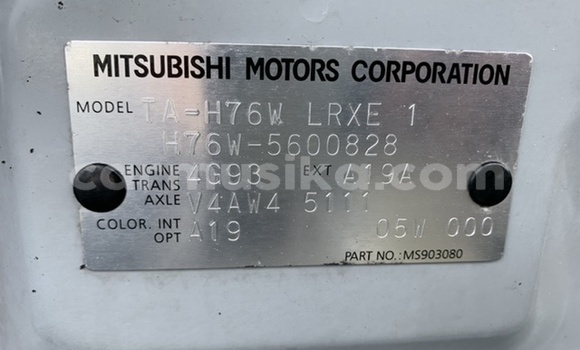 MITSUBISHI MOTORS CORPORATION
MODEL TA-H76W LRXE 1
H76W-5600828
ENGINE 4G93 EXT A19A
TRANS AXLE V4AW4 5111
COLOR. INT OPT A19 05W 000
PART NO.: MS903080